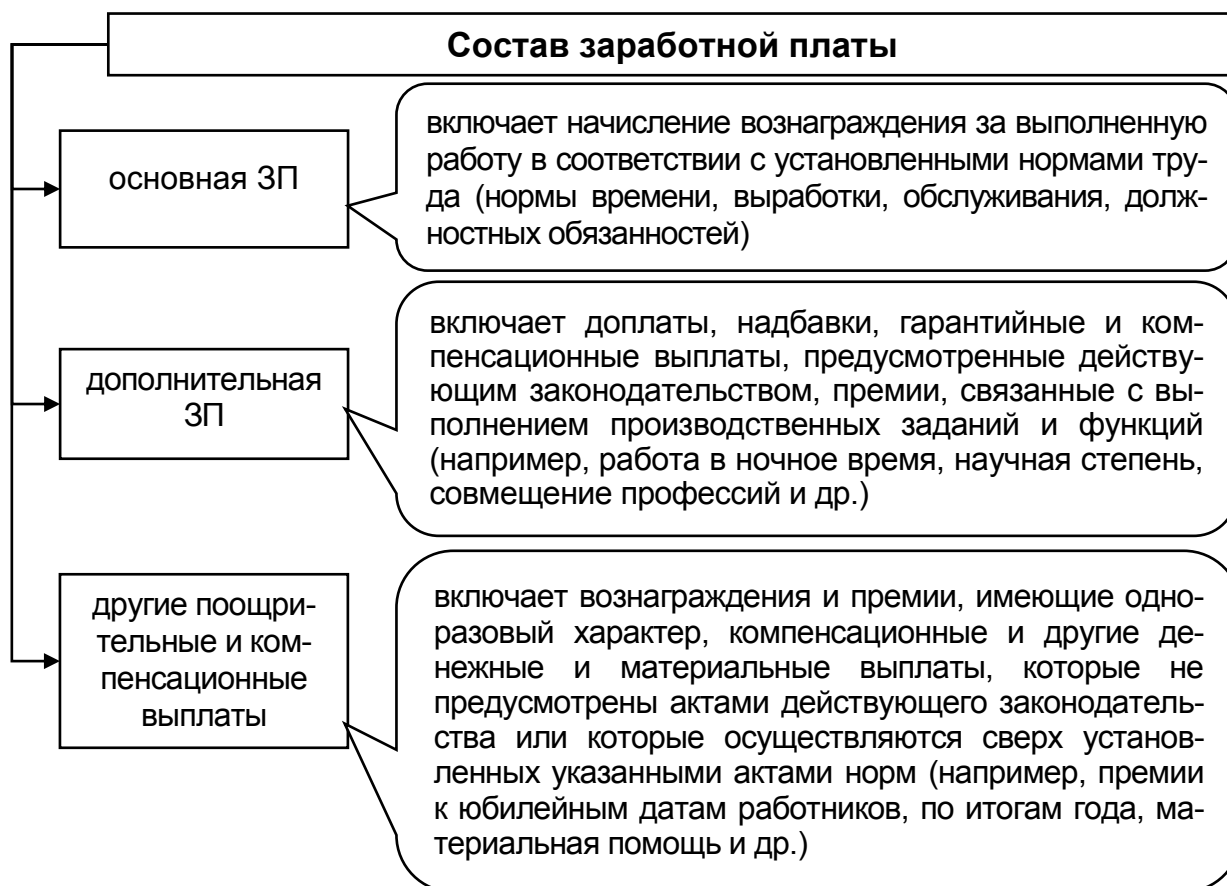 Состав заработной платы
основная ЗП
включает начисление вознаграждения за выполненную
работу в соответствии с установленными нормами тру-
да (нормы времени, выработки, обслуживания, долж-
ностных обязанностей)
дополнительная
ЗП
включает доплаты, надбавки, гарантийные и ком-
пенсационные выплаты, предусмотренные действу-
ющим законодательством, премии, связанные с вы-
полнением производственных заданий и функций
(например, работа в ночное время, научная степень,
совмещение профессий и др.)
другие поощри-
тельные и ком-
пенсационные
выплаты
включает вознаграждения и премии, имеющие одно-
разовый характер, компенсационные и другие де-
нежные и материальные выплаты, которые не
предусмотрены актами действующего законодатель-
ства или которые осуществляются сверх установ-
ленных указанными актами норм (например, премии
к юбилейным датам работников, по итогам года, ма-
териальная помощь и др.)